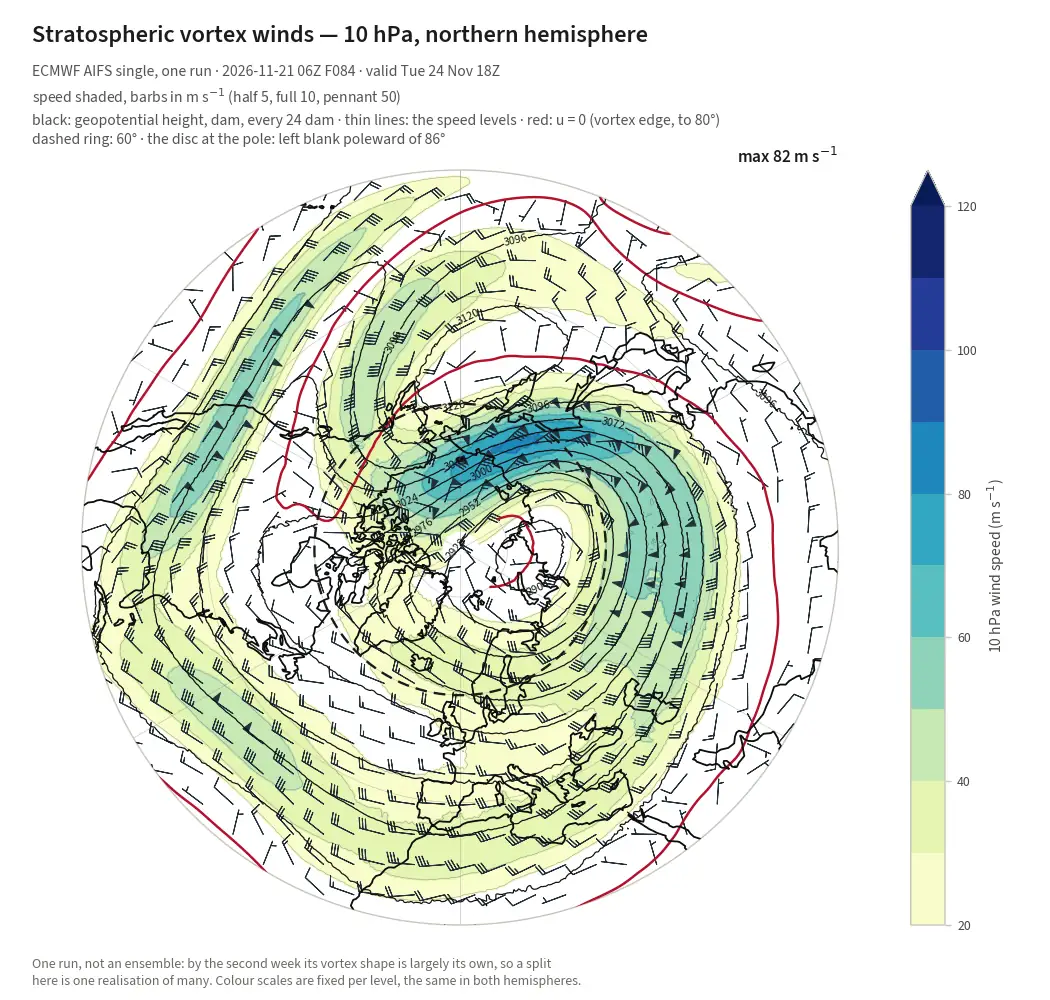 Stratospheric vortex winds — 10 hPa, northern hemisphere
ECMWF AIFS single, one run · 2026-11-21 06Z F084 · valid Tue 24 Nov 18Z
speed shaded, barbs in m s⁻¹ (half 5, full 10, pennant 50)
black: geopotential height, dam, every 24 dam · thin lines: the speed levels · red: u = 0 (vortex edge, to 80°)
dashed ring: 60° · the disc at the pole: left blank poleward of 86°
max 82 m s⁻¹
120
100
80
60
40
20
10 hPa wind speed (m s⁻¹)
3096
3120
3096
3120
3096
3096
3072
3000
3024
2952
2976
One run, not an ensemble: by the second week its vortex shape is largely its own, so a split
here is one realisation of many. Colour scales are fixed per level, the same in both hemispheres.